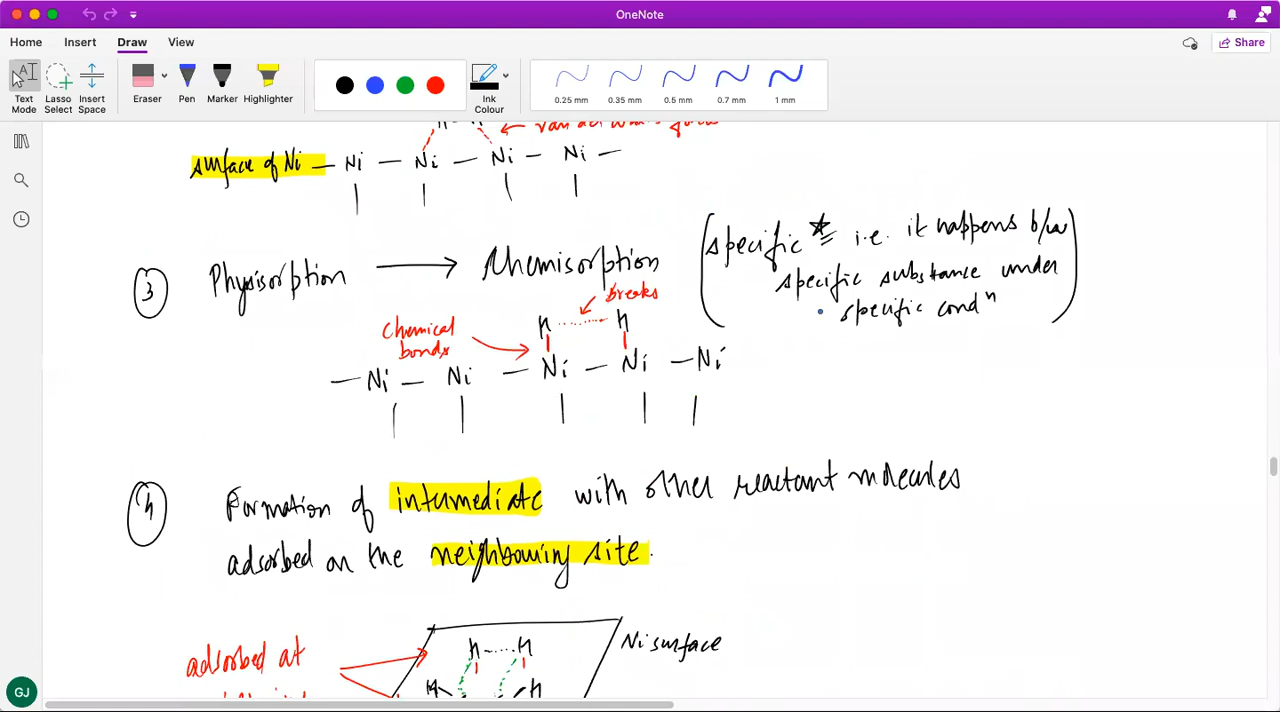 OneNote
Home Insert Draw View
Share
Text Mode
Lasso Select
Insert Space
Eraser
Pen
Marker
Highlighter
Ink Colour
0.25 mm 0.35 mm 0.5 mm 0.7 mm 1 mm
surface of Ni — Ni — Ni — Ni — Ni —
③ Physisorption ⟶ Chemisorption
(specific * i.e. it happens b/w
specific substance under
specific condⁿ)
breaks
chemical
bonds
H ...... H
— Ni — Ni — Ni — Ni — Ni
④ Formation of intermediate with other reactant molecules
adsorbed on the neighbouring site.
Ni surface
H ..... H
adsorbed at
H H
GJ